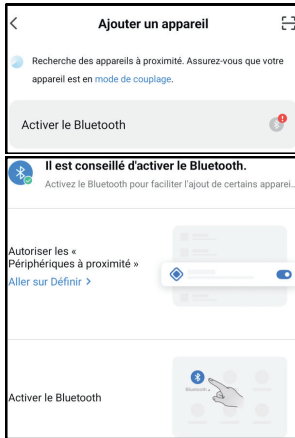 Ajouter un appareil
Recherche des appareils à proximité. Assurez-vous que votre
appareil est en mode de couplage.
Activer le Bluetooth
Il est conseillé d'activer le Bluetooth.
Activez le Bluetooth pour faciliter l'ajout de certains apparei..
Autoriser les «
Périphériques à proximité »
Aller sur Définir >
Bluetooth
Activer le Bluetooth